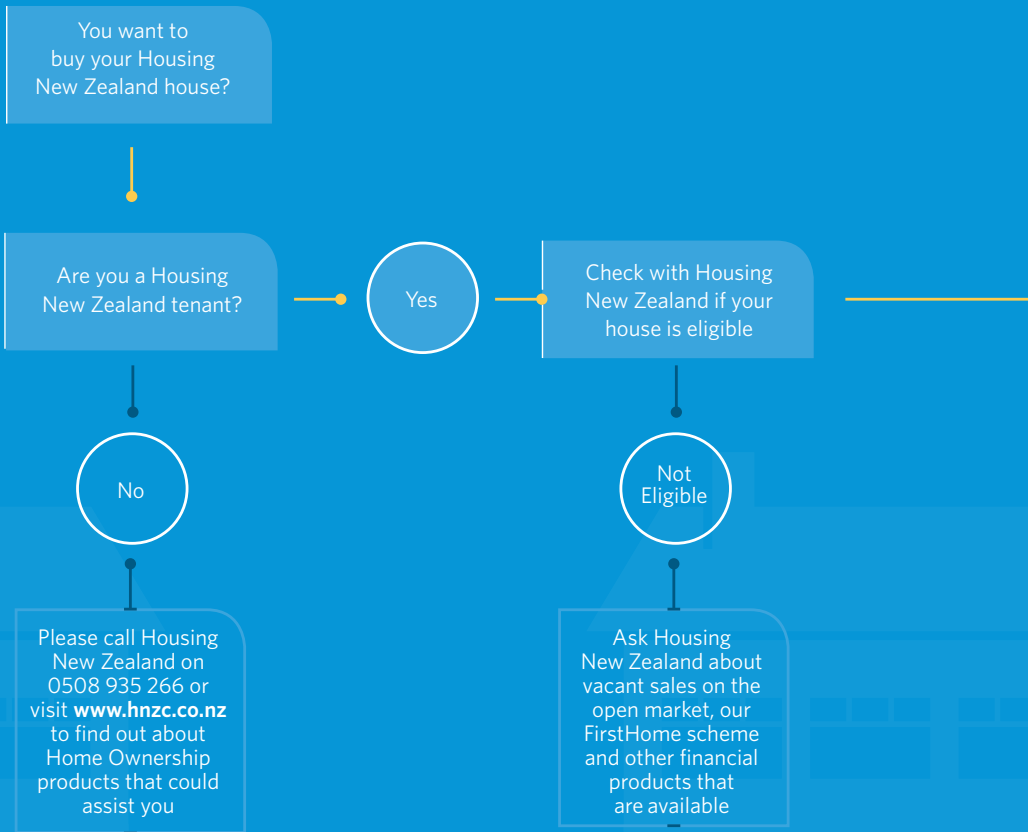 You want to
buy your Housing
New Zealand house?
Are you a Housing
New Zealand tenant?
Yes
Check with Housing
New Zealand if your
house is eligible
No
Not
Eligible
Please call Housing
New Zealand on
0508 935 266 or
visit www.hnzc.co.nz
to find out about
Home Ownership
products that could
assist you
Ask Housing
New Zealand about
vacant sales on the
open market, our
FirstHome scheme
and other financial
products that
are available